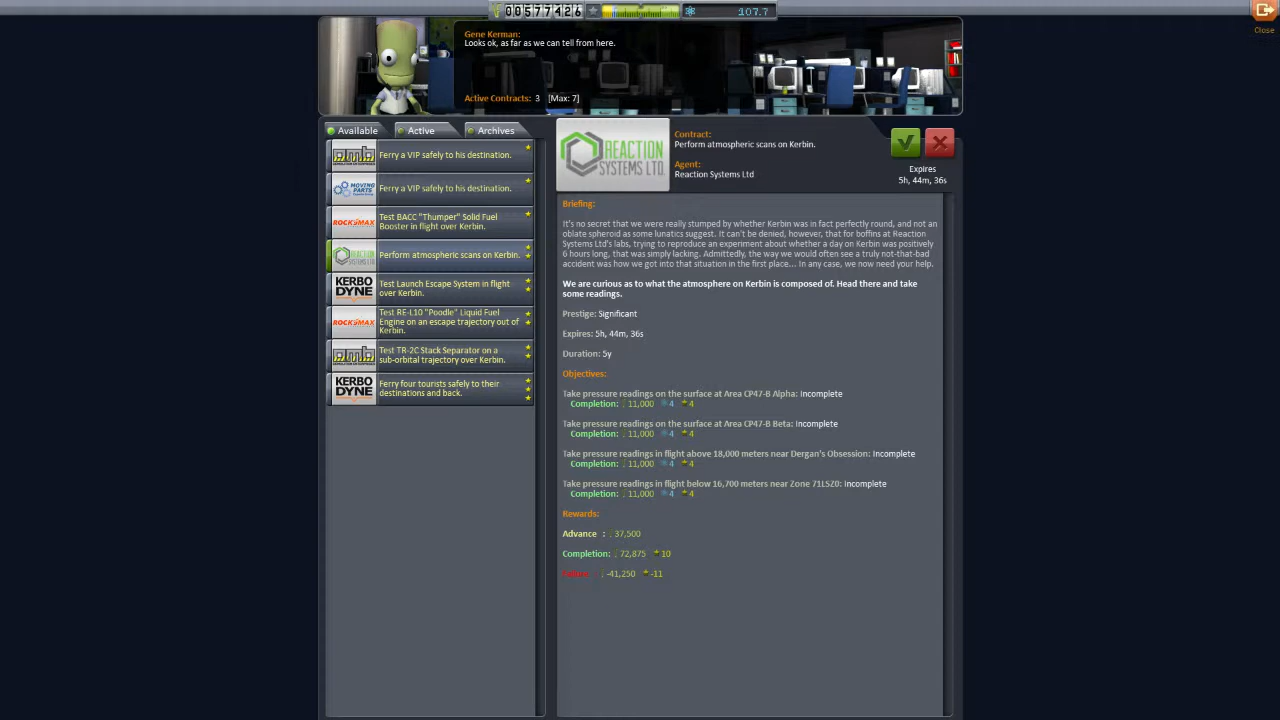 00577426
107.7
Close
Gene Kerman:
Looks ok, as far as we can tell from here.
Active Contracts: 3 [Max: 7]
Available
Active
Archives
Ferry a VIP safely to his destination.
MOVING
PARTS
Ferry a VIP safely to his destination.
ROCKOMAX
Test BACC "Thumper" Solid Fuel
Booster in flight over Kerbin.
Perform atmospheric scans on Kerbin.
KERBO
DYNE
Test Launch Escape System in flight
over Kerbin.
ROCKOMAX
Test RE-L10 "Poodle" Liquid Fuel
Engine on an escape trajectory out of
Kerbin.
Test TR-2C Stack Separator on a
sub-orbital trajectory over Kerbin.
KERBO
DYNE
Ferry four tourists safely to their
destinations and back.
REACTION
SYSTEMS LTD.
Contract:
Perform atmospheric scans on Kerbin.
Agent:
Reaction Systems Ltd
Expires
5h, 44m, 36s
Briefing:
It's no secret that we were really stumped by whether Kerbin was in fact perfectly round, and not an
oblate spheroid as some lunatics suggest. It can't be denied, however, that for boffins at Reaction
Systems Ltd's labs, trying to reproduce an experiment about whether a day on Kerbin was positively
6 hours long, that was simply lacking. Admittedly, the way we would often see a truly not-that-bad
accident was how we got into that situation in the first place... In any case, we now need your help.
We are curious as to what the atmosphere on Kerbin is composed of. Head there and take
some readings.
Prestige: Significant
Expires: 5h, 44m, 36s
Duration: 5y
Objectives:
Take pressure readings on the surface at Area CP47-B Alpha: Incomplete
Completion: 11,000 4 4
Take pressure readings on the surface at Area CP47-B Beta: Incomplete
Completion: 11,000 4 4
Take pressure readings in flight above 18,000 meters near Dergan's Obsession: Incomplete
Completion: 11,000 4 4
Take pressure readings in flight below 16,700 meters near Zone 71LSZ0: Incomplete
Completion: 11,000 4 4
Rewards:
Advance : 37,500
Completion: 72,875 10
Failure: -41,250 -11